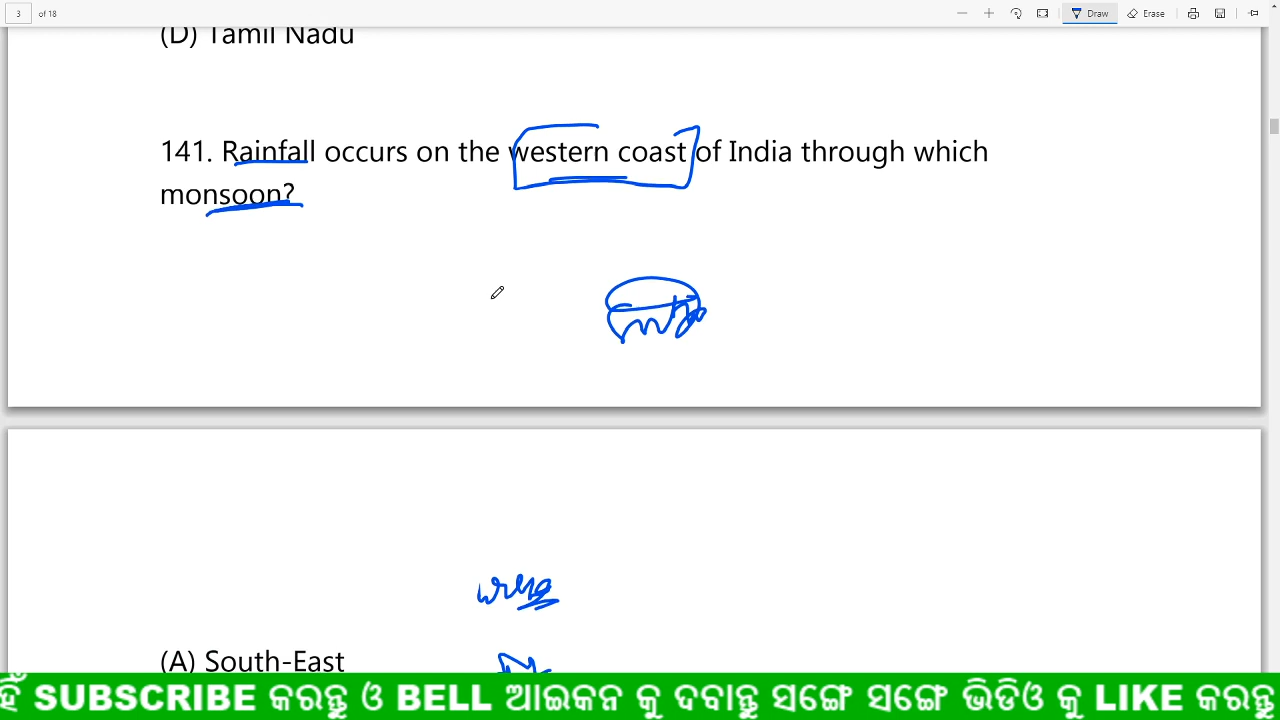 3 of 18 Draw Erase
(D) Tamil Nadu
141. Rainfall occurs on the western coast of India through which
monsoon?
(A) South-East
ହିଁ SUBSCRIBE କରନ୍ତୁ ଓ BELL ଆଇକନ କୁ ଦବାନ୍ତୁ ସଙ୍ଗେ ସଙ୍ଗେ ଭିଡିଓ କୁ LIKE କରନ୍ତୁ